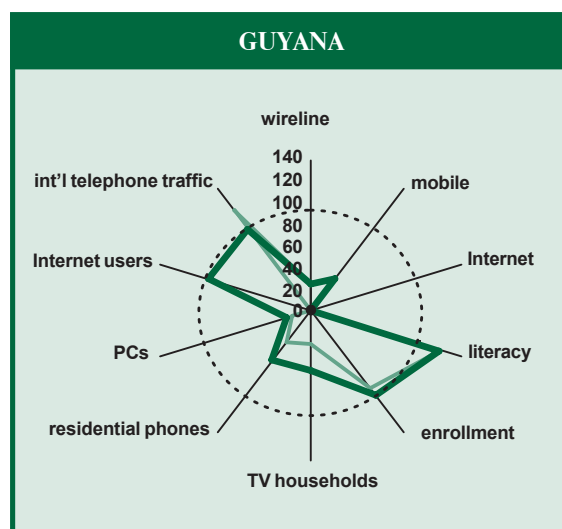 GUYANA
wireline
140
120
100
80
60
40
20
0
int'l telephone traffic
mobile
Internet users
Internet
PCs
literacy
residential phones
enrollment
TV households